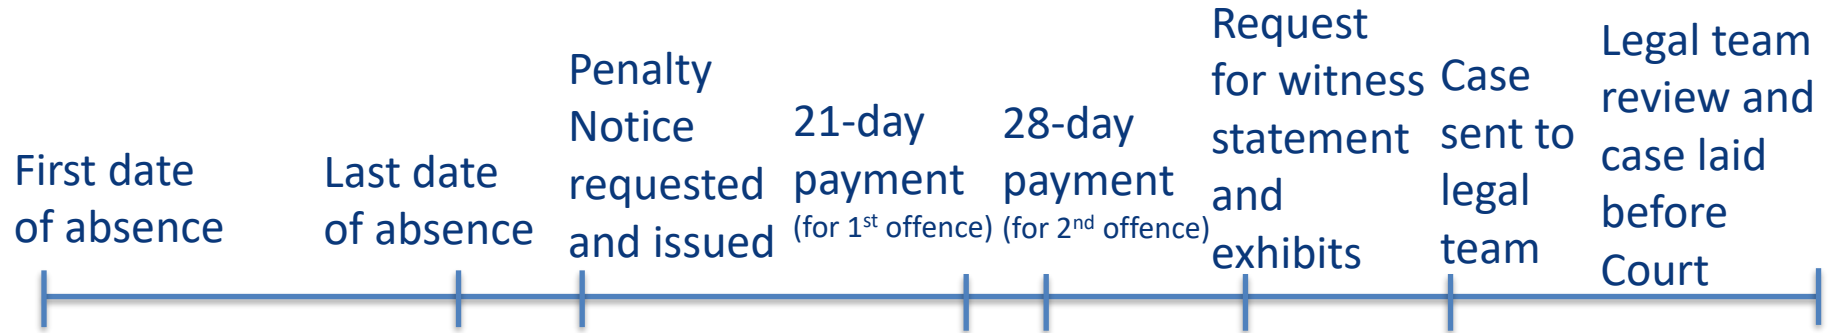 First date
of absence
Last date
of absence
Penalty
Notice
requested
and issued
21-day
payment
(for 1st offence)
28-day
payment
(for 2nd offence)
Request
for witness
statement
and
exhibits
Case
sent to
legal
team
Legal team
review and
case laid
before
Court